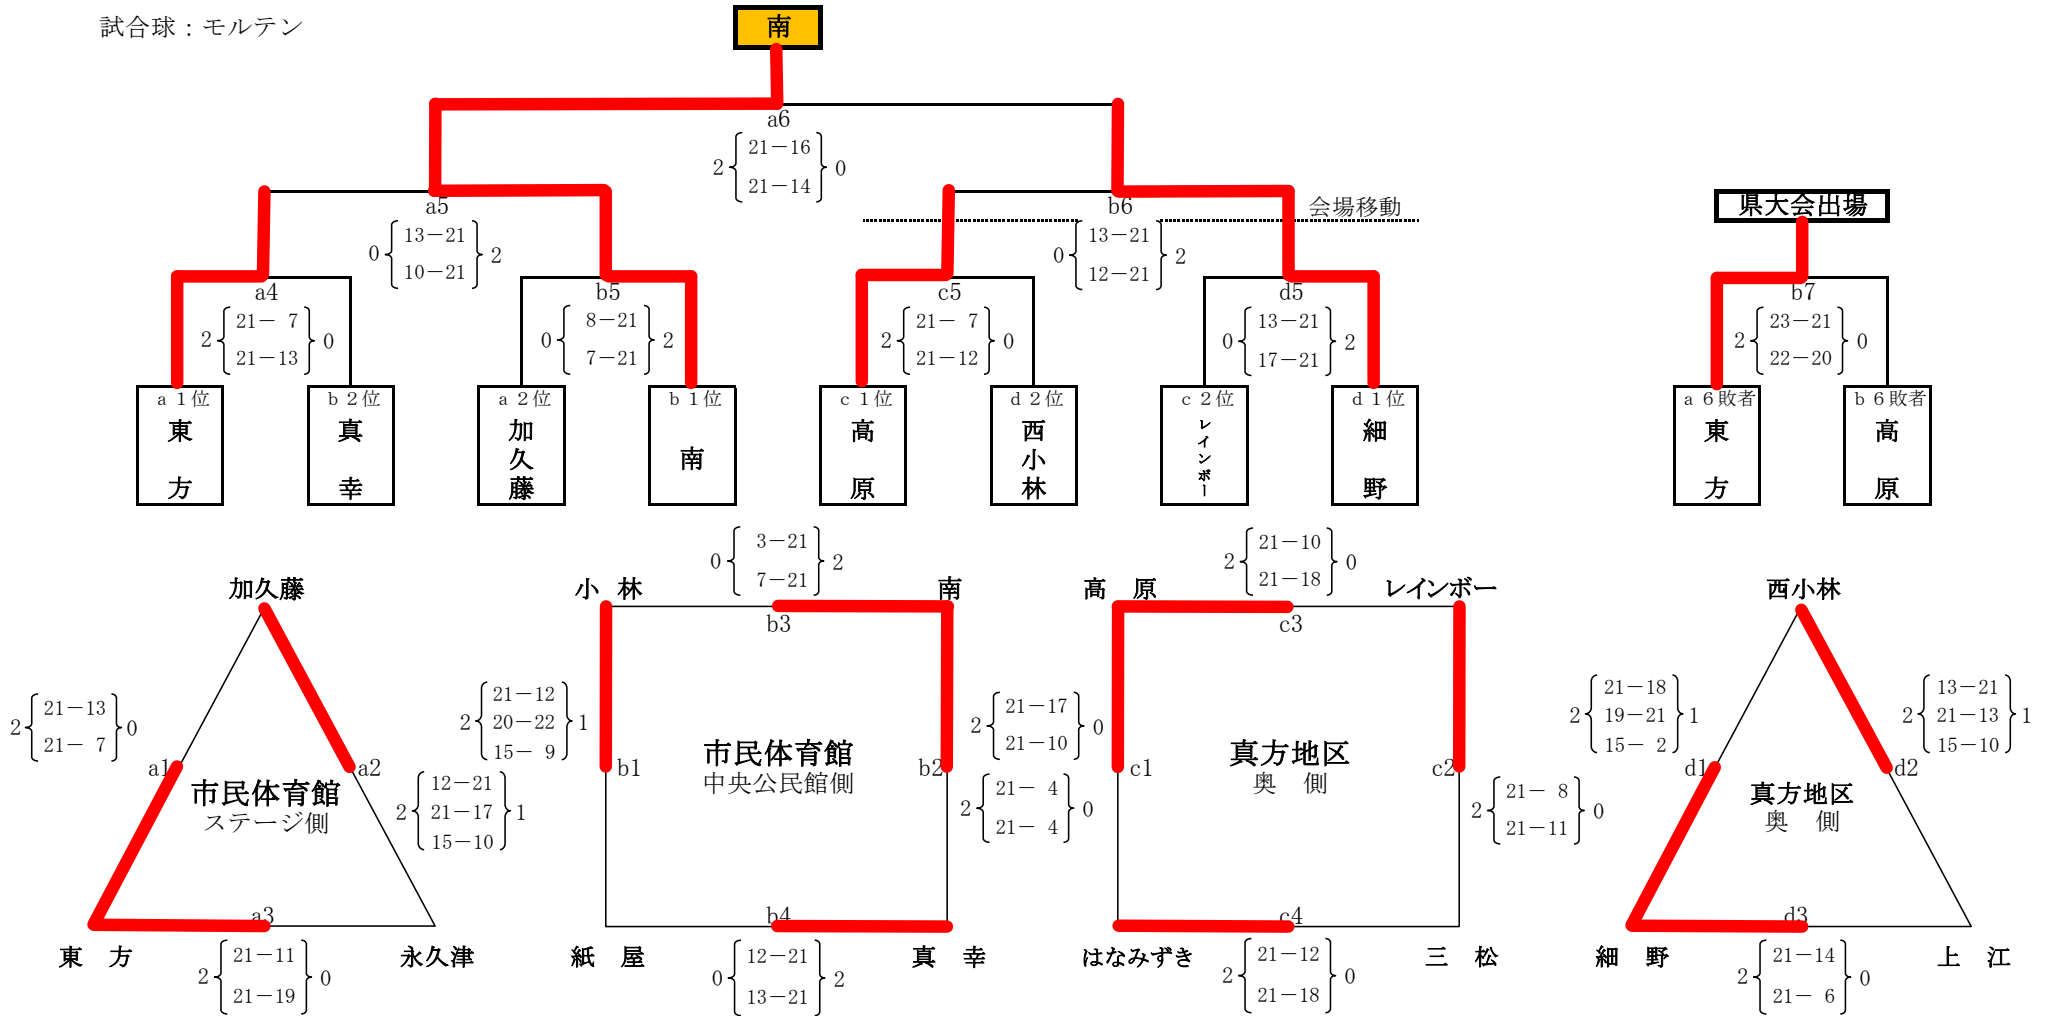 試合球：モルテン
南
a6
2 21－16 0
21－14
県大会出場
会場移動
a5
0 13－21 2
10－21
b6
0 13－21 2
12－21
a4
2 21－ 7 0
21－13
b5
0 8－21 2
7－21
c5
2 21－ 7 0
21－12
d5
0 13－21 2
17－21
b7
2 23－21 0
22－20
a１位
東方
b２位
真幸
a２位
加久藤
b１位
南
c１位
高原
d２位
西小林
c２位
レインボー
d１位
細野
a６敗者
東方
b６敗者
高原
加久藤
2 21－13 0
21－ 7
a1
a2
2 12－21 1
21－17
15－10
市民体育館
ステージ側
a3
東　方
永久津
2 21－11 0
21－19
0 3－21 2
7－21
小　林
南
b3
2 21－12 1
20－22
15－ 9
b1
b2
2 21－ 4 0
21－ 4
市民体育館
中央公民館側
b4
紙　屋
真　幸
0 12－21 2
13－21
2 21－10 0
21－18
高　原
レインボー
c3
2 21－17 0
21－10
c1
c2
2 21－ 8 0
21－11
真方地区
奥　側
c4
はなみずき
三　松
2 21－12 0
21－18
西小林
2 21－18 1
19－21
15－ 2
d1
d2
2 13－21 1
21－13
15－10
真方地区
奥　側
d3
細　野
上　江
2 21－14 0
21－ 6